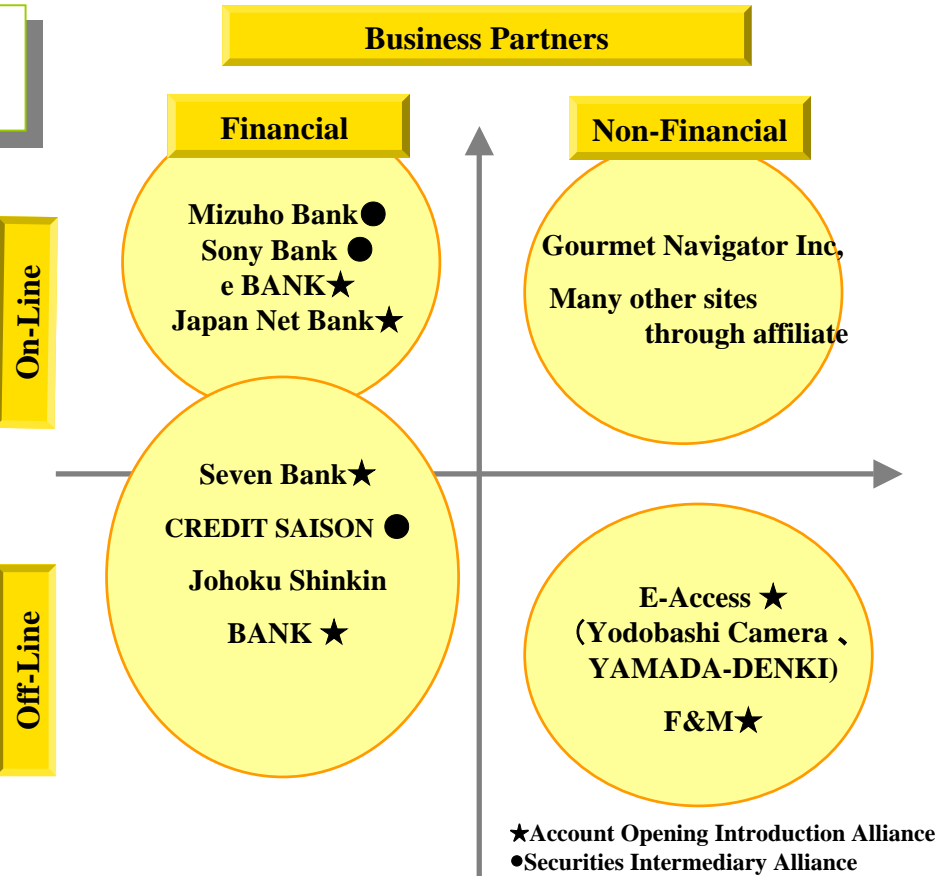 Business Partners
Financial
Non-Financial
On-Line
Mizuho Bank●
Sony Bank ●
e BANK★
Japan Net Bank★
Gourmet Navigator Inc,
Many other sites
through affiliate
Off-Line
Seven Bank★
CREDIT SAISON ●
Johoku Shinkin
BANK ★
E-Access ★
（Yodobashi Camera 、
YAMADA-DENKI)
F&M★
★Account Opening Introduction Alliance
●Securities Intermediary Alliance